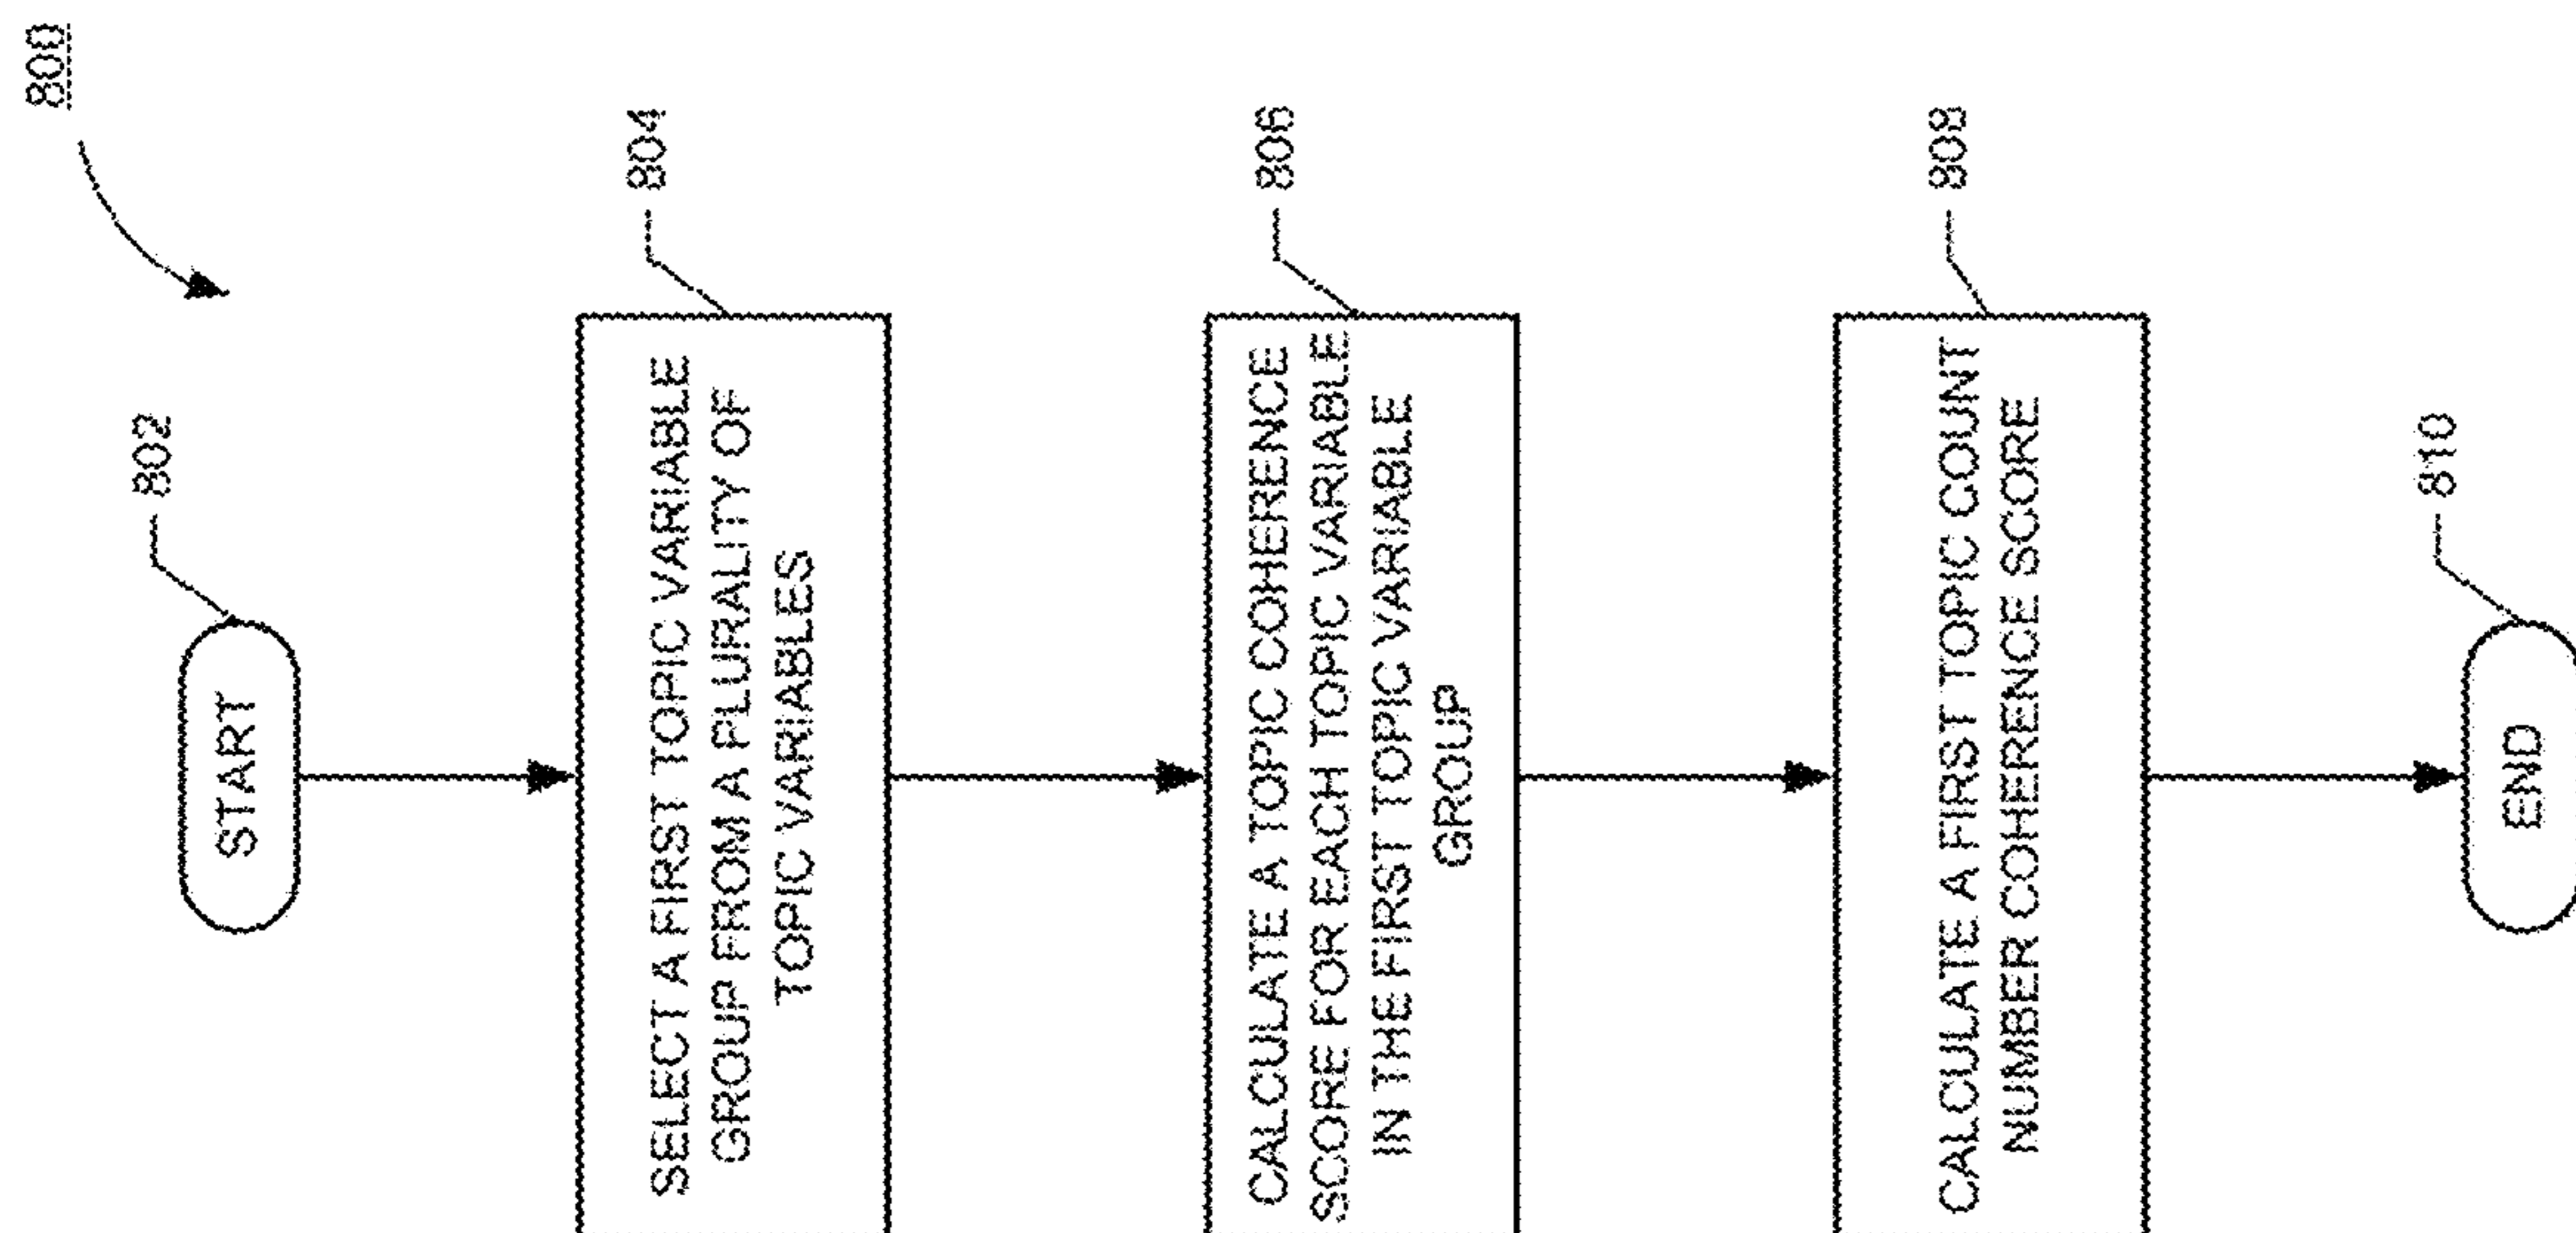 800
802
START
804
SELECT A FIRST TOPIC VARIABLE
GROUP FROM A PLURALITY OF
TOPIC VARIABLES
806
CALCULATE A TOPIC COHERENCE
SCORE FOR EACH TOPIC VARIABLE
IN THE FIRST TOPIC VARIABLE
GROUP
808
CALCULATE A FIRST TOPIC COUNT
NUMBER COHERENCE SCORE
810
END